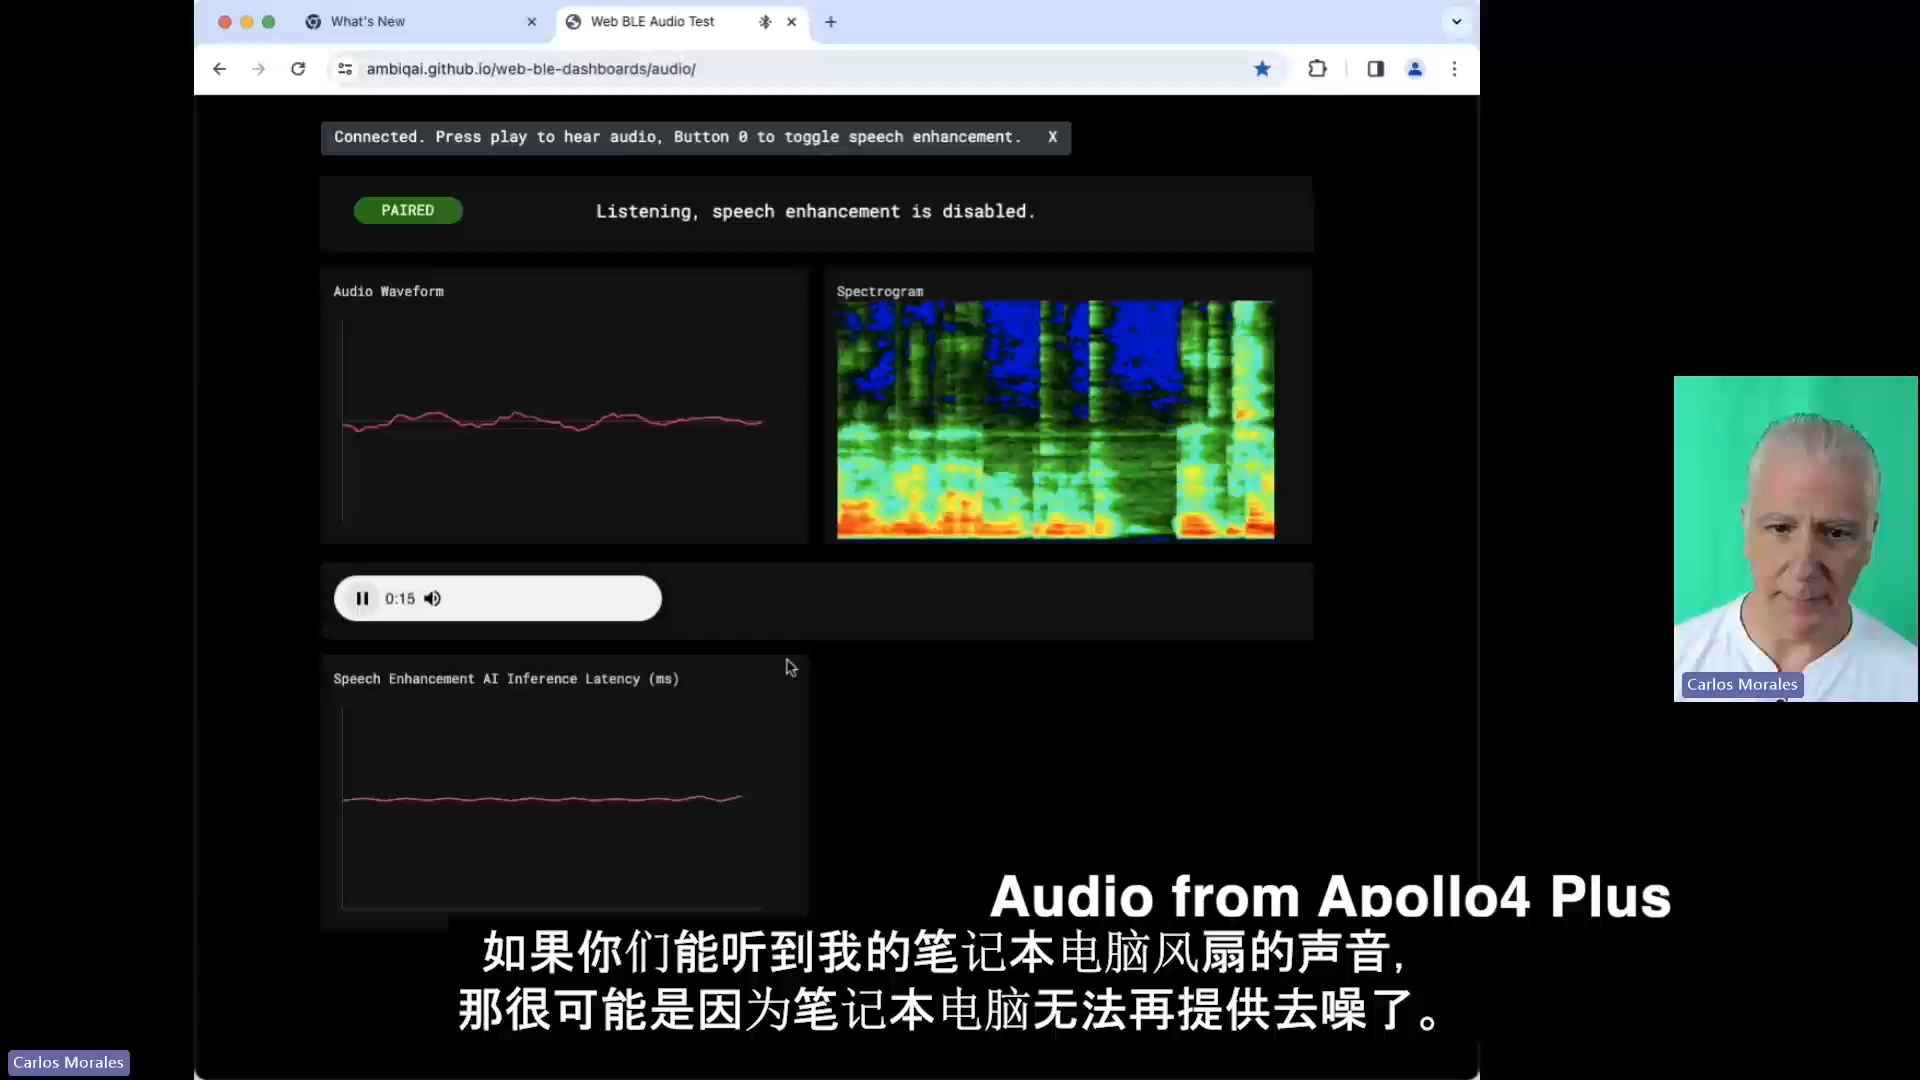 What's New
Web BLE Audio Test
ambiqai.github.io/web-ble-dashboards/audio/
Connected. Press play to hear audio, Button 0 to toggle speech enhancement. X
PAIRED
Listening, speech enhancement is disabled.
Audio Waveform
Spectrogram
0:15
Speech Enhancement AI Inference Latency (ms)
Carlos Morales
Audio from Apollo4 Plus
如果你们能听到我的笔记本电脑风扇的声音,
那很可能是因为笔记本电脑无法再提供去噪了。
Carlos Morales